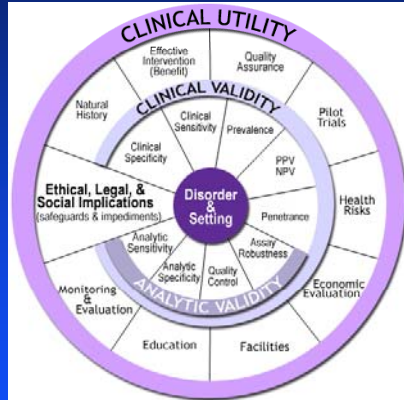 CLINICAL UTILITY
Effective
Intervention
(Benefit)
Quality
Assurance
Natural
History
CLINICAL VALIDITY
Pilot
Trials
Clinical
Sensitivity
Prevalence
Clinical
Specificity
PPV
NPV
Ethical, Legal, &
Social Implications
(safeguards & impediments)
Disorder
&
Setting
Penetrance
Health
Risks
Analytic
Sensitivity
Analytic
Specificity
Quality
Control
Assay
Robustness
ANALYTIC VALIDITY
Monitoring
&
Evaluation
Economic
Evaluation
Education
Facilities